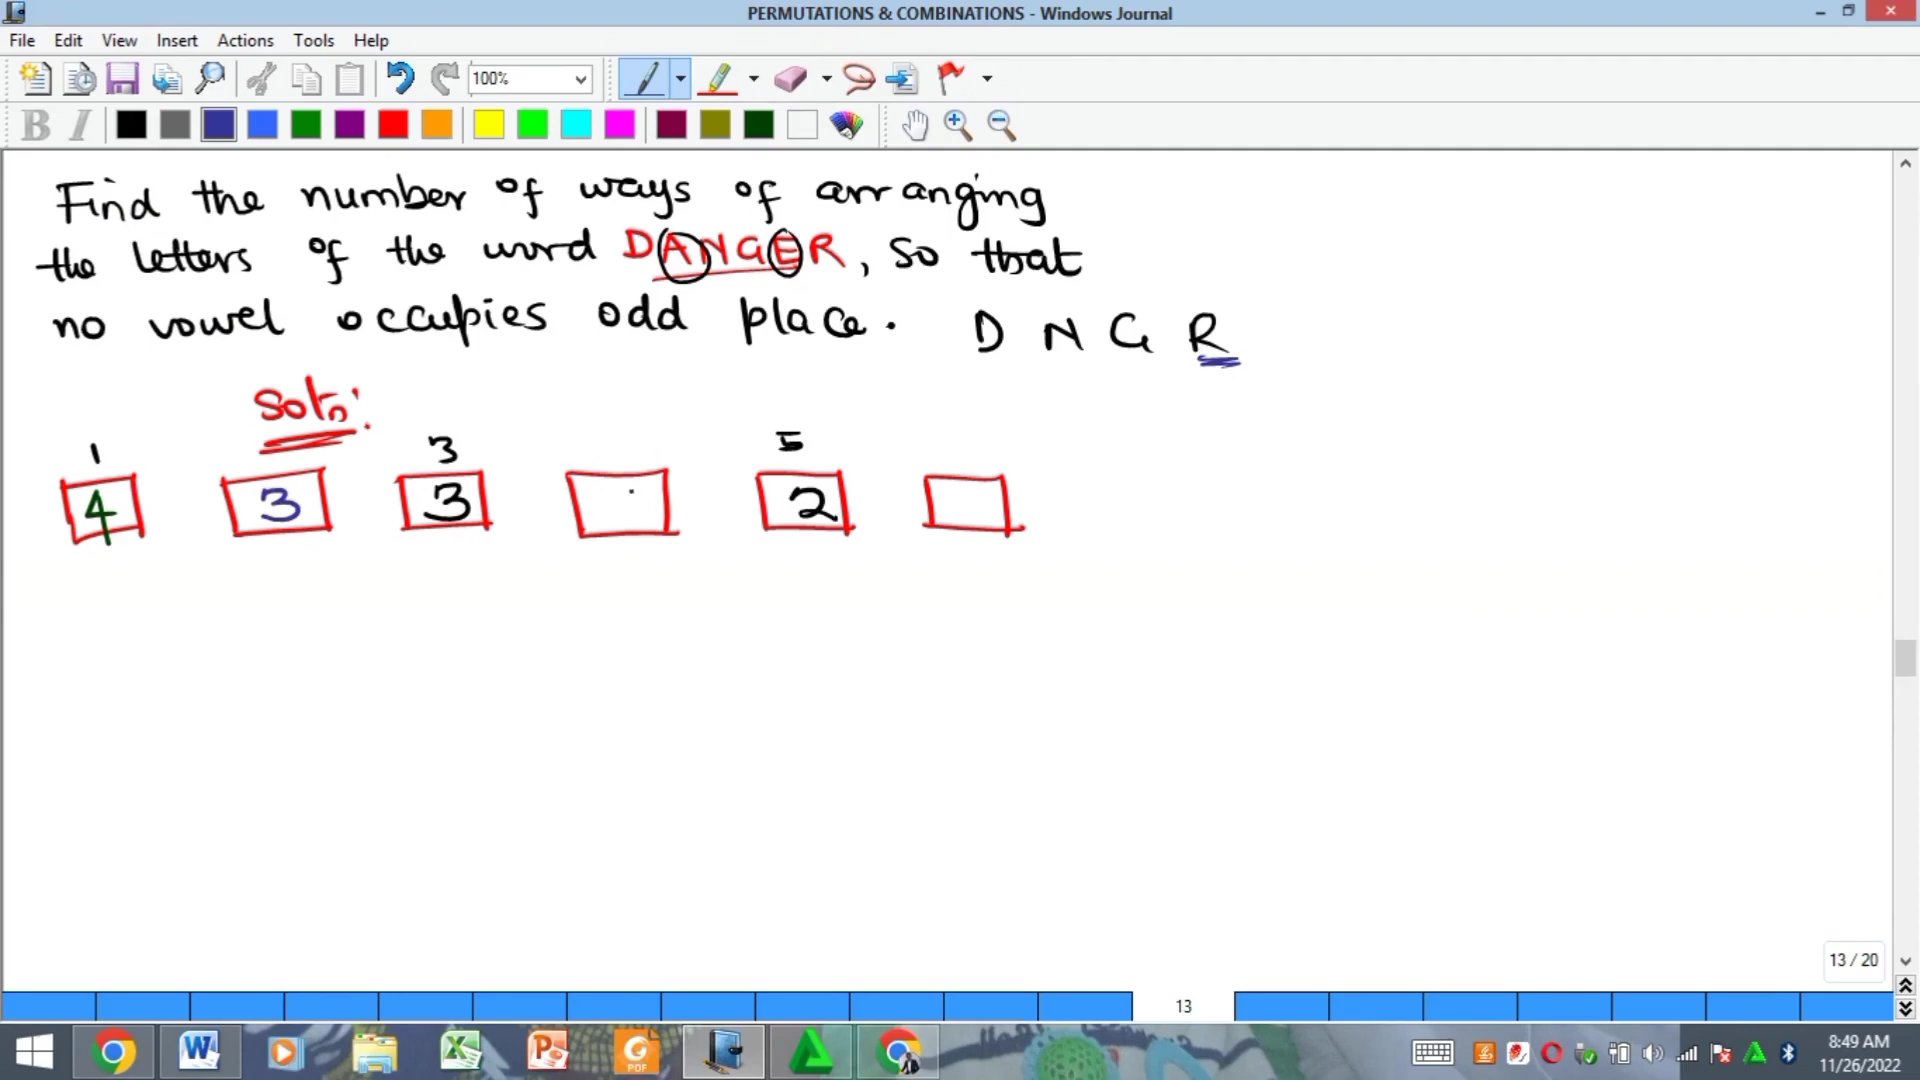 PERMUTATIONS & COMBINATIONS - Windows Journal
File Edit View Insert Actions Tools Help
100%
B I
Find the number of ways of arranging
the letters of the word DANGER, so that
no vowel occupies odd place. D N G R
Soln:
1 3 5
4 3 3 2
13 / 20
13
8:49 AM
11/26/2022